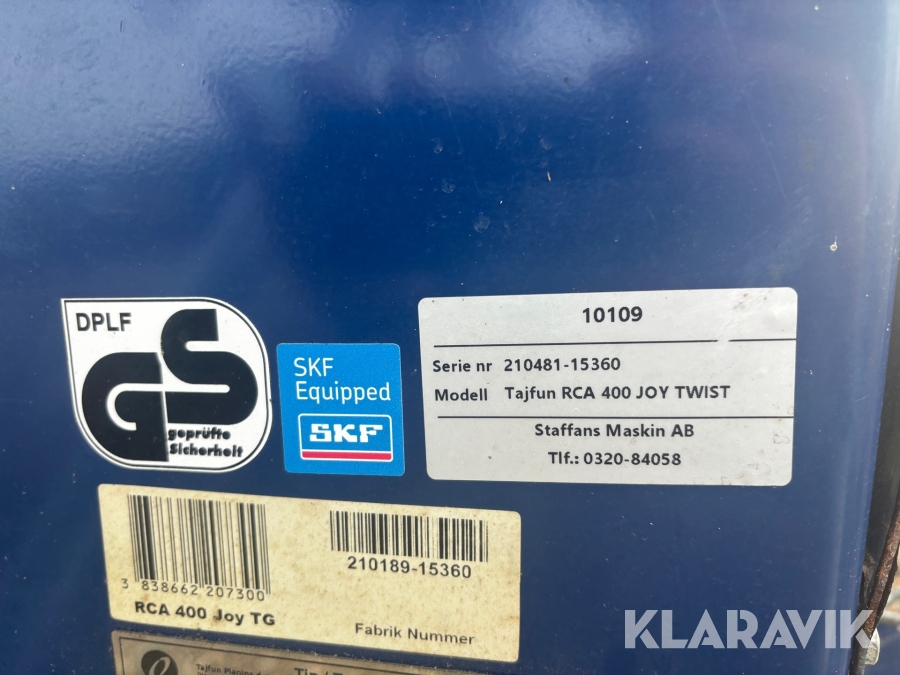 KLARAVIK
10109
Serie nr 210481-15360
Modell Tajfun RCA 400 JOY TWIST
Staffans Maskin AB
Tlf.: 0320-84058
DPLF
GS
geprüfte
Sicherheit
SKF
Equipped
SKF
3 838662 207300
RCA 400 Joy TG
210189-15360
Fabrik Nummer
KLARAVIK